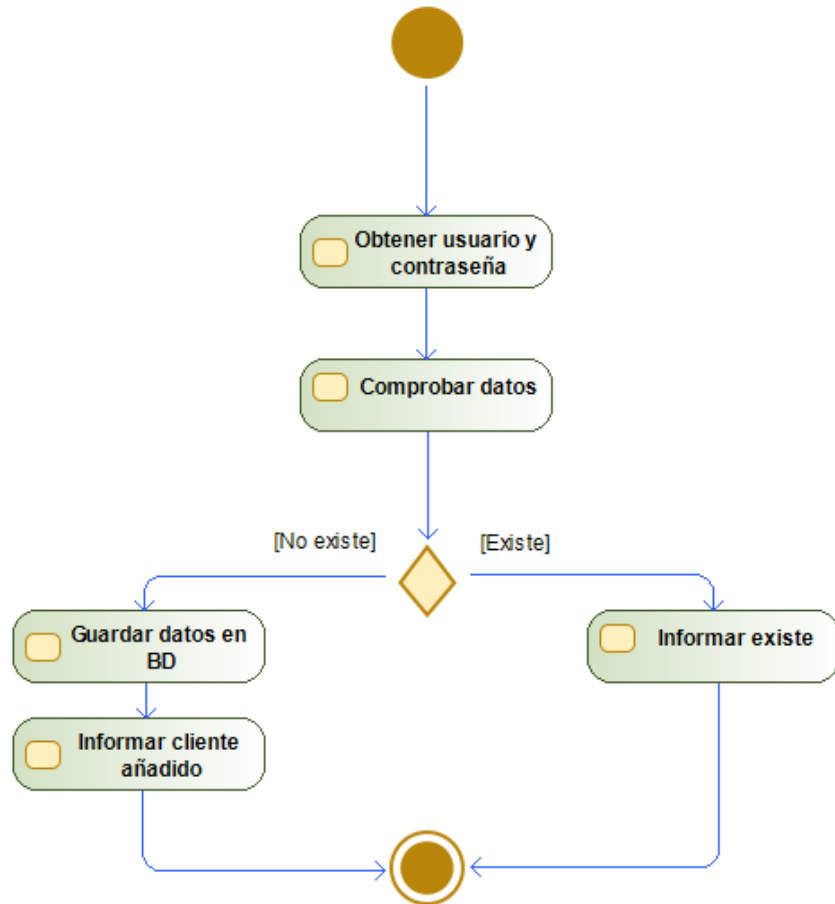 Obtener usuario y
contraseña
Comprobar datos
[No existe]
[Existe]
Guardar datos en
BD
Informar existe
Informar cliente
añadido